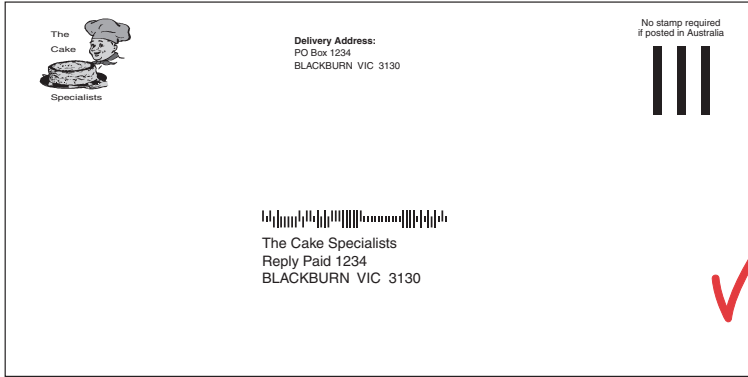 The
Cake
Specialists
Delivery Address:
PO Box 1234
BLACKBURN VIC 3130
No stamp required
if posted in Australia
The Cake Specialists
Reply Paid 1234
BLACKBURN VIC 3130